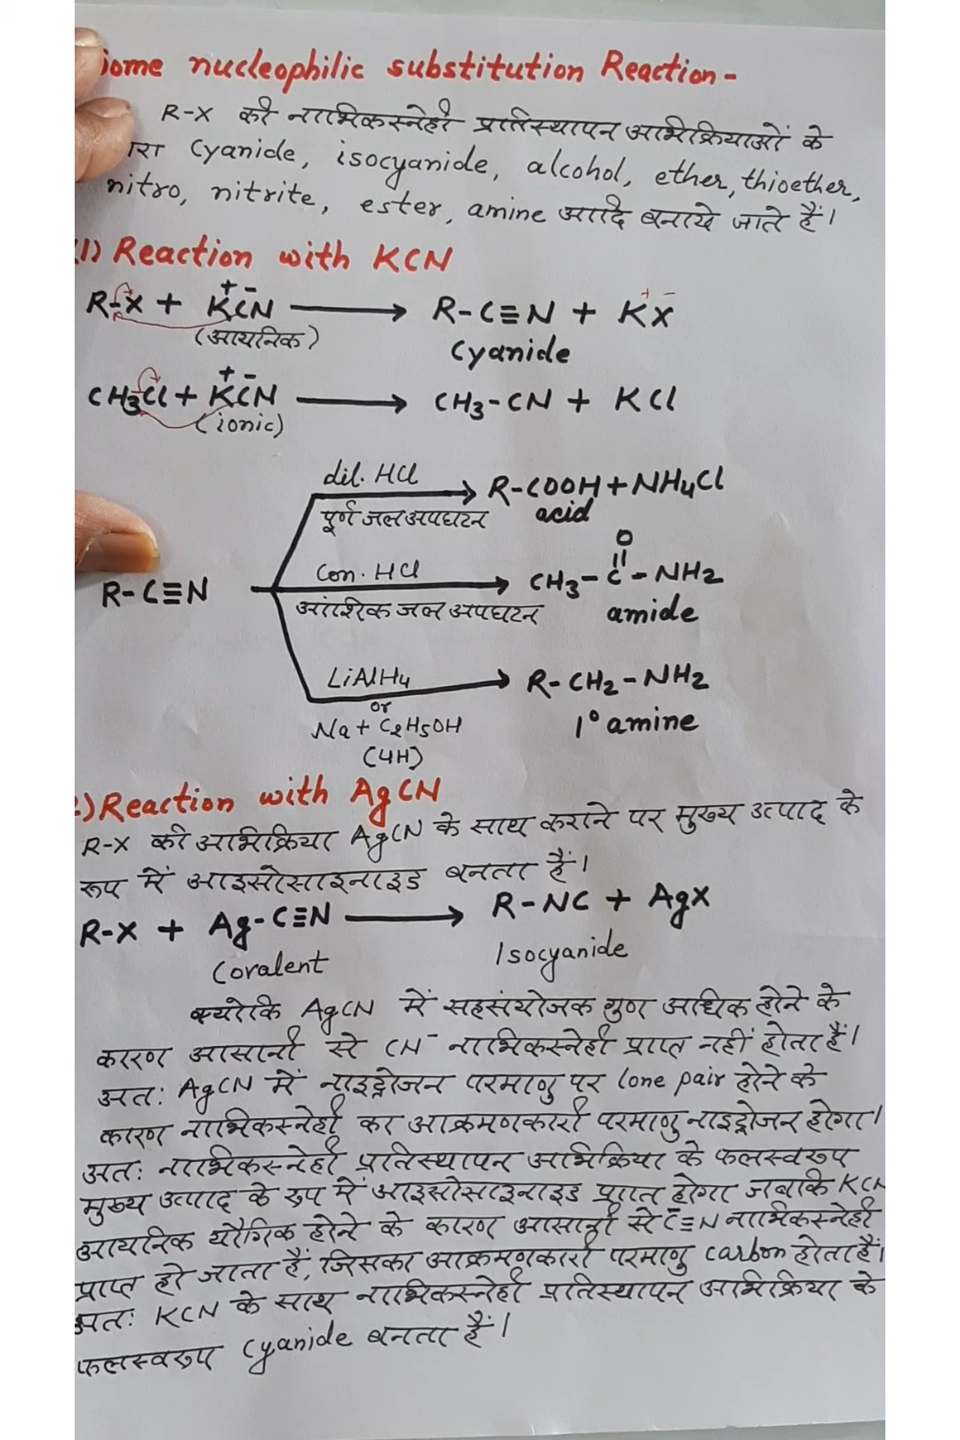 Some nucleophilic substitution Reaction-
R-X की नाभिकस्नेही प्रतिस्थापन अभिक्रियाओं के
रा Cyanide, isocyanide, alcohol, ether, thioether,
nitro, nitrite, ester, amine आदि बनाये जाते हैं।
1) Reaction with KCN
R-X + K⁺C⁻N ⟶ R-C≡N + K⁺X⁻
(आयनिक) Cyanide
CH3Cl + K⁺C⁻N ⟶ CH3-CN + KCl
(ionic)
dil. HCl ⟶ R-COOH + NH4Cl
पूर्ण जल अपघटन acid
O
R-C≡N Con. HCl ⟶ CH3-C-NH2
आंशिक जल अपघटन amide
LiAlH4 ⟶ R-CH2-NH2
or
Na + C2H5OH 1° amine
(4H)
) Reaction with AgCN
R-X की अभिक्रिया AgCN के साथ कराने पर मुख्य उत्पाद के
रूप में आइसोसाइनाइड बनता हैं।
R-X + Ag-C≡N ⟶ R-NC + AgX
Covalent Isocyanide
क्योकि AgCN में सहसंयोजक गुण अधिक होने के
कारण आसानी से CN⁻ नाभिकस्नेही प्राप्त नहीं होता हैं।
अतः AgCN में नाइट्रोजन परमाणु पर lone pair होने के
कारण नाभिकस्नेही का आक्रमणकारी परमाणु नाइट्रोजन होगा।
अतः नाभिकस्नेही प्रतिस्थापन अभिक्रिया के फलस्वरूप
मुख्य उत्पाद के रूप में आइसोसाइनाइड प्राप्त होगा जबकि KCN
आयनिक यौगिक होने के कारण आसानी से C̄≡N नाभिकस्नेही
प्राप्त हो जाता हैं, जिसका आक्रमणकारी परमाणु carbon होता हैं।
अतः KCN के साथ नाभिकस्नेही प्रतिस्थापन अभिक्रिया के
फलस्वरूप Cyanide बनता हैं।